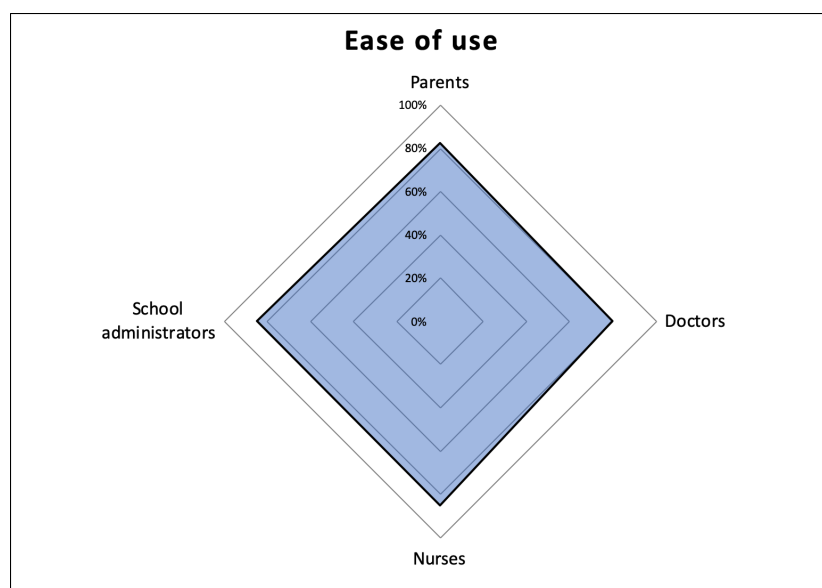 Ease of use
Parents
100%
80%
60%
40%
20%
0%
School
administrators
Doctors
Nurses